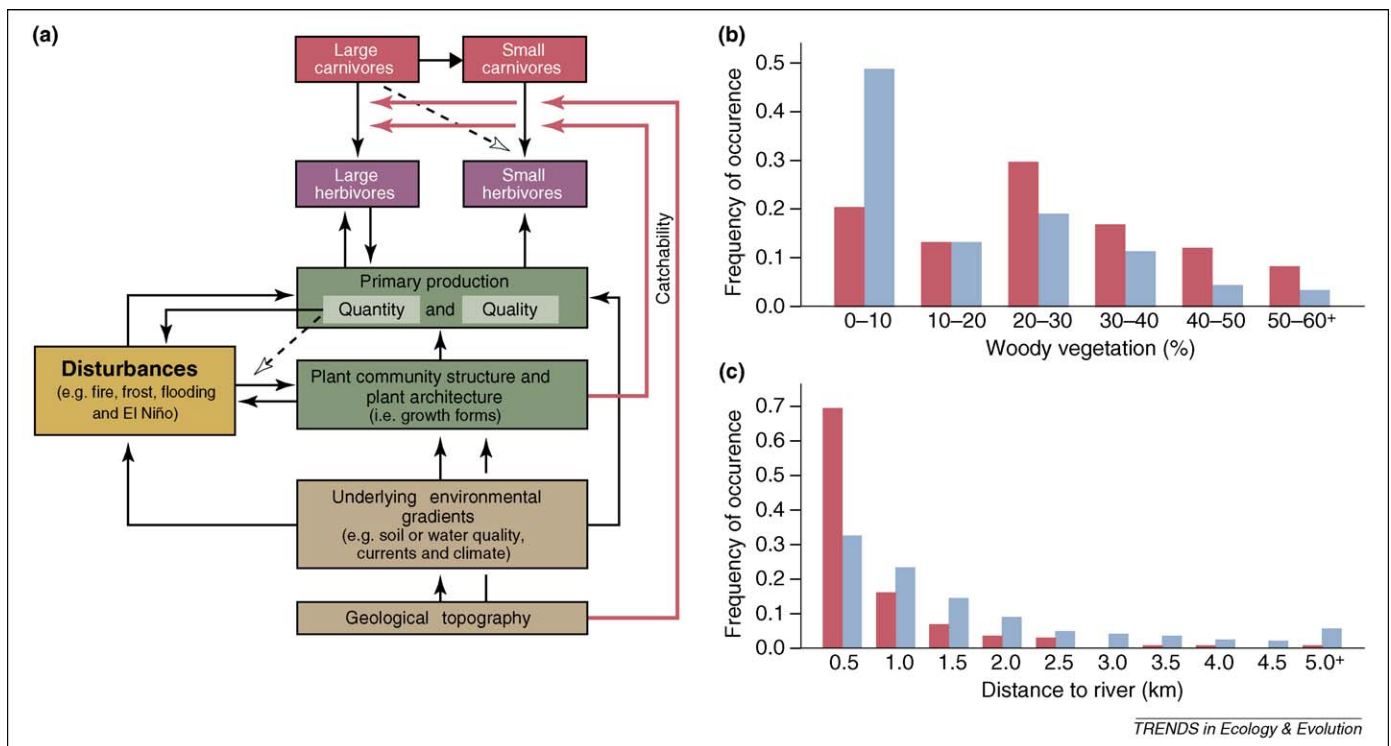 (a)
Large
carnivores
Small
carnivores
Large
herbivores
Small
herbivores
Catchability
Primary production
Quantity and Quality
Disturbances
(e.g. fire, frost, flooding
and El Niño)
Plant community structure and
plant architecture
(i.e. growth forms)
Underlying environmental
gradients
(e.g. soil or water quality,
currents and climate)
Geological topography
(b)
Frequency of occurence
0.5
0.3
0.2
0.1
0.0
0–10 10–20 20–30 30–40 40–50 50–60+
Woody vegetation (%)
(c)
Frequency of occurence
0.7
0.6
0.5
0.4
0.3
0.2
0.1
0.0
0.5 1.0 1.5 2.0 2.5 3.0 3.5 4.0 4.5 5.0+
Distance to river (km)
TRENDS in Ecology & Evolution